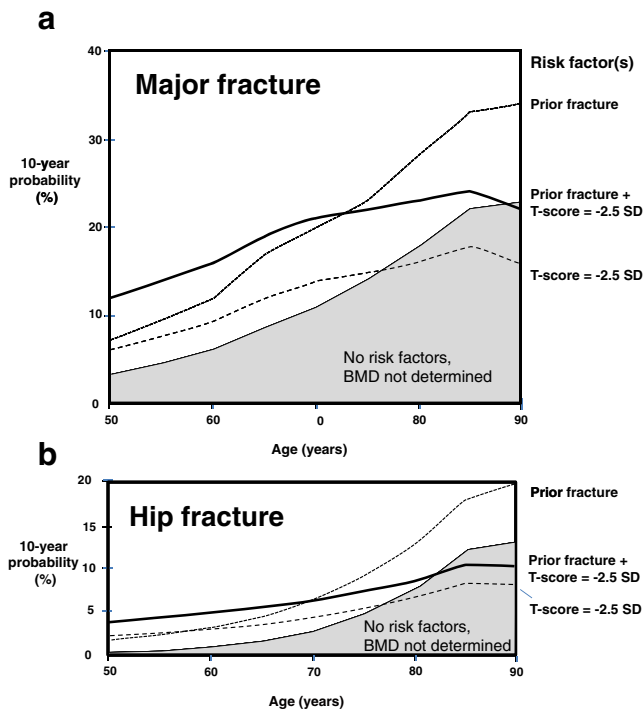 a
Major fracture
40
30
20
10
0
10-year
probability
(%)
50
60
0
80
90
Age (years)
Risk factor(s)
Prior fracture
Prior fracture +
T-score = -2.5 SD
T-score = -2.5 SD
No risk factors,
BMD not determined
b
Hip fracture
20
15
10
5
0
10-year
probability
(%)
50
60
70
80
90
Age (years)
Prior fracture
Prior fracture +
T-score = -2.5 SD
T-score = -2.5 SD
No risk factors,
BMD not determined